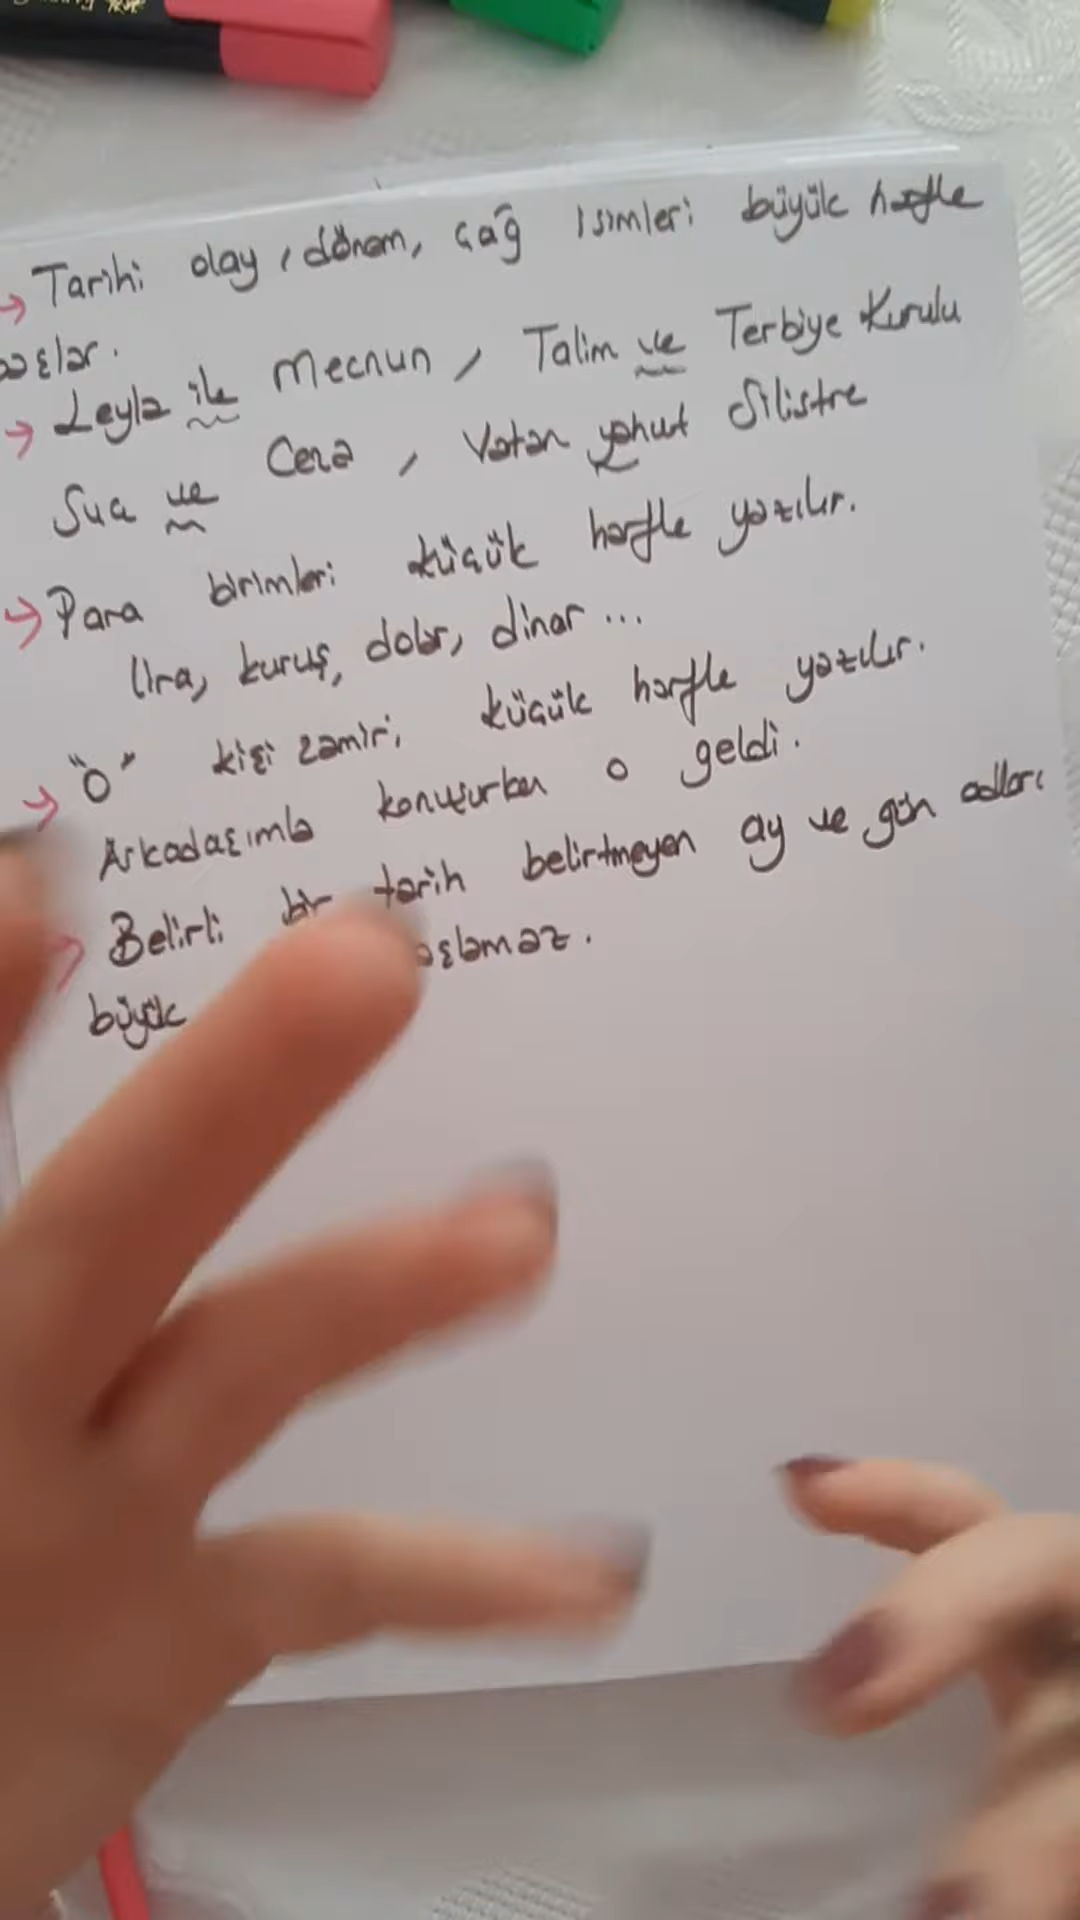 → Tarihi olay, dönem, çağ isimleri büyük harfle
başlar.
→ Leyla ile Mecnun, Talim ve Terbiye Kurulu
Suç ve Ceza, Vatan yahut Silistre
→ Para birimleri küçük harfle yazılır.
lira, kuruş, dolar, dinar ...
→ "O" kişi zamiri küçük harfle yazılır.
Arkadaşımla konuşurken o geldi.
→ Belirli bir tarih belirtmeyen ay ve gün adları
büyük başlamaz.